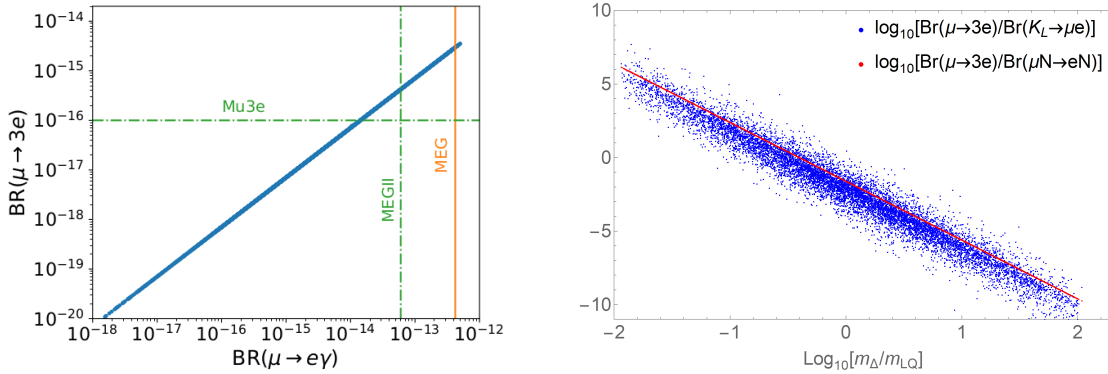 10⁻¹⁴
10⁻¹⁵
10⁻¹⁶
10⁻¹⁷
10⁻¹⁸
10⁻¹⁹
10⁻²⁰
BR(μ → 3e)
Mu3e
MEGII
MEG
10⁻¹⁸ 10⁻¹⁷ 10⁻¹⁶ 10⁻¹⁵ 10⁻¹⁴ 10⁻¹³ 10⁻¹²
BR(μ → eγ)
10
5
0
−5
−10
log₁₀[Br(μ→3e)/Br(K_L→μe)]
log₁₀[Br(μ→3e)/Br(μN→eN)]
−2 −1 0 1 2
Log₁₀[m_Δ/m_LQ]